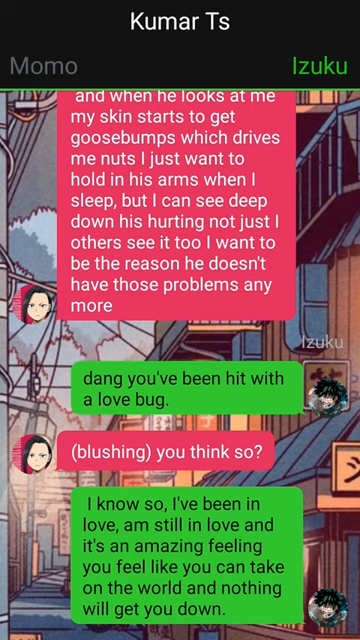 Kumar Ts
Momo
Izuku
and when he looks at me
my skin starts to get
goosebumps which drives
me nuts I just want to
hold in his arms when I
sleep, but I can see deep
down his hurting not just I
others see it too I want to
be the reason he doesn't
have those problems any
more
Izuku
dang you've been hit with
a love bug.
(blushing) you think so?
I know so, I've been in
love, am still in love and
it's an amazing feeling
you feel like you can take
on the world and nothing
will get you down.